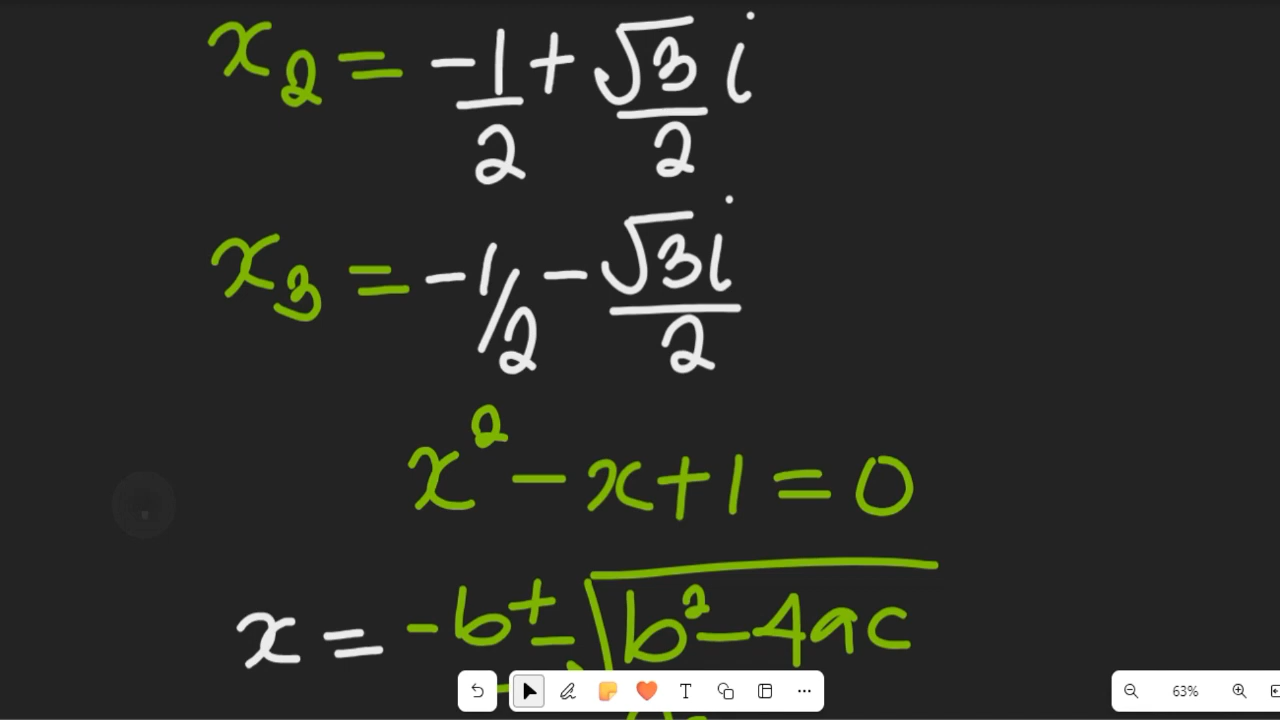 x₂ = -1/2 + √3/2 i
x₃ = -1/2 - √3i/2
x² - x + 1 = 0
x = -b ± √b² - 4ac
T
63%